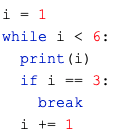 i = 1
while i < 6:
  print(i)
  if i == 3:
    break
  i += 1